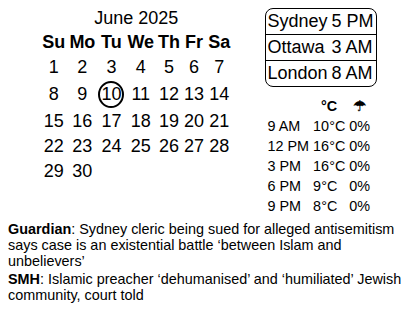 June 2025
Su Mo Tu We Th Fr Sa
1 2 3 4 5 6 7
8 9 10 11 12 13 14
15 16 17 18 19 20 21
22 23 24 25 26 27 28
29 30
Sydney 5 PM
Ottawa 3 AM
London 8 AM
°C ☂
9 AM 10°C 0%
12 PM 16°C 0%
3 PM 16°C 0%
6 PM 9°C 0%
9 PM 8°C 0%
Guardian: Sydney cleric being sued for alleged antisemitism
says case is an existential battle ‘between Islam and
unbelievers’
SMH: Islamic preacher ‘dehumanised’ and ‘humiliated’ Jewish
community, court told